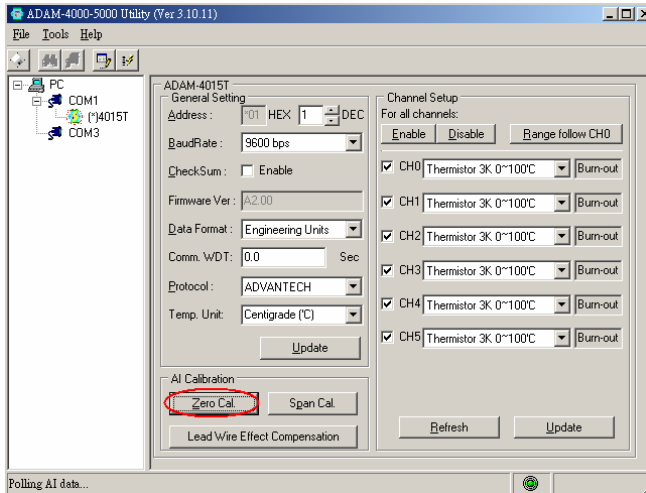 ADAM-4000-5000 Utility (Ver 3.10.11)
File Tools Help
PC
COM1
(*)4015T
COM3
ADAM-4015T
General Setting
Address : *01 HEX 1 DEC
BaudRate : 9600 bps
CheckSum : Enable
Firmware Ver : A2.00
Data Format : Engineering Units
Comm. WDT: 0.0 Sec
Protocol : ADVANTECH
Temp. Unit: Centigrade ('C)
Update
AI Calibration
Zero Cal. Span Cal.
Lead Wire Effect Compensation
Channel Setup
For all channels:
Enable Disable Range follow CH0
CH0 Thermistor 3K 0~100'C Burn-out
CH1 Thermistor 3K 0~100'C Burn-out
CH2 Thermistor 3K 0~100'C Burn-out
CH3 Thermistor 3K 0~100'C Burn-out
CH4 Thermistor 3K 0~100'C Burn-out
CH5 Thermistor 3K 0~100'C Burn-out
Refresh Update
Polling AI data...